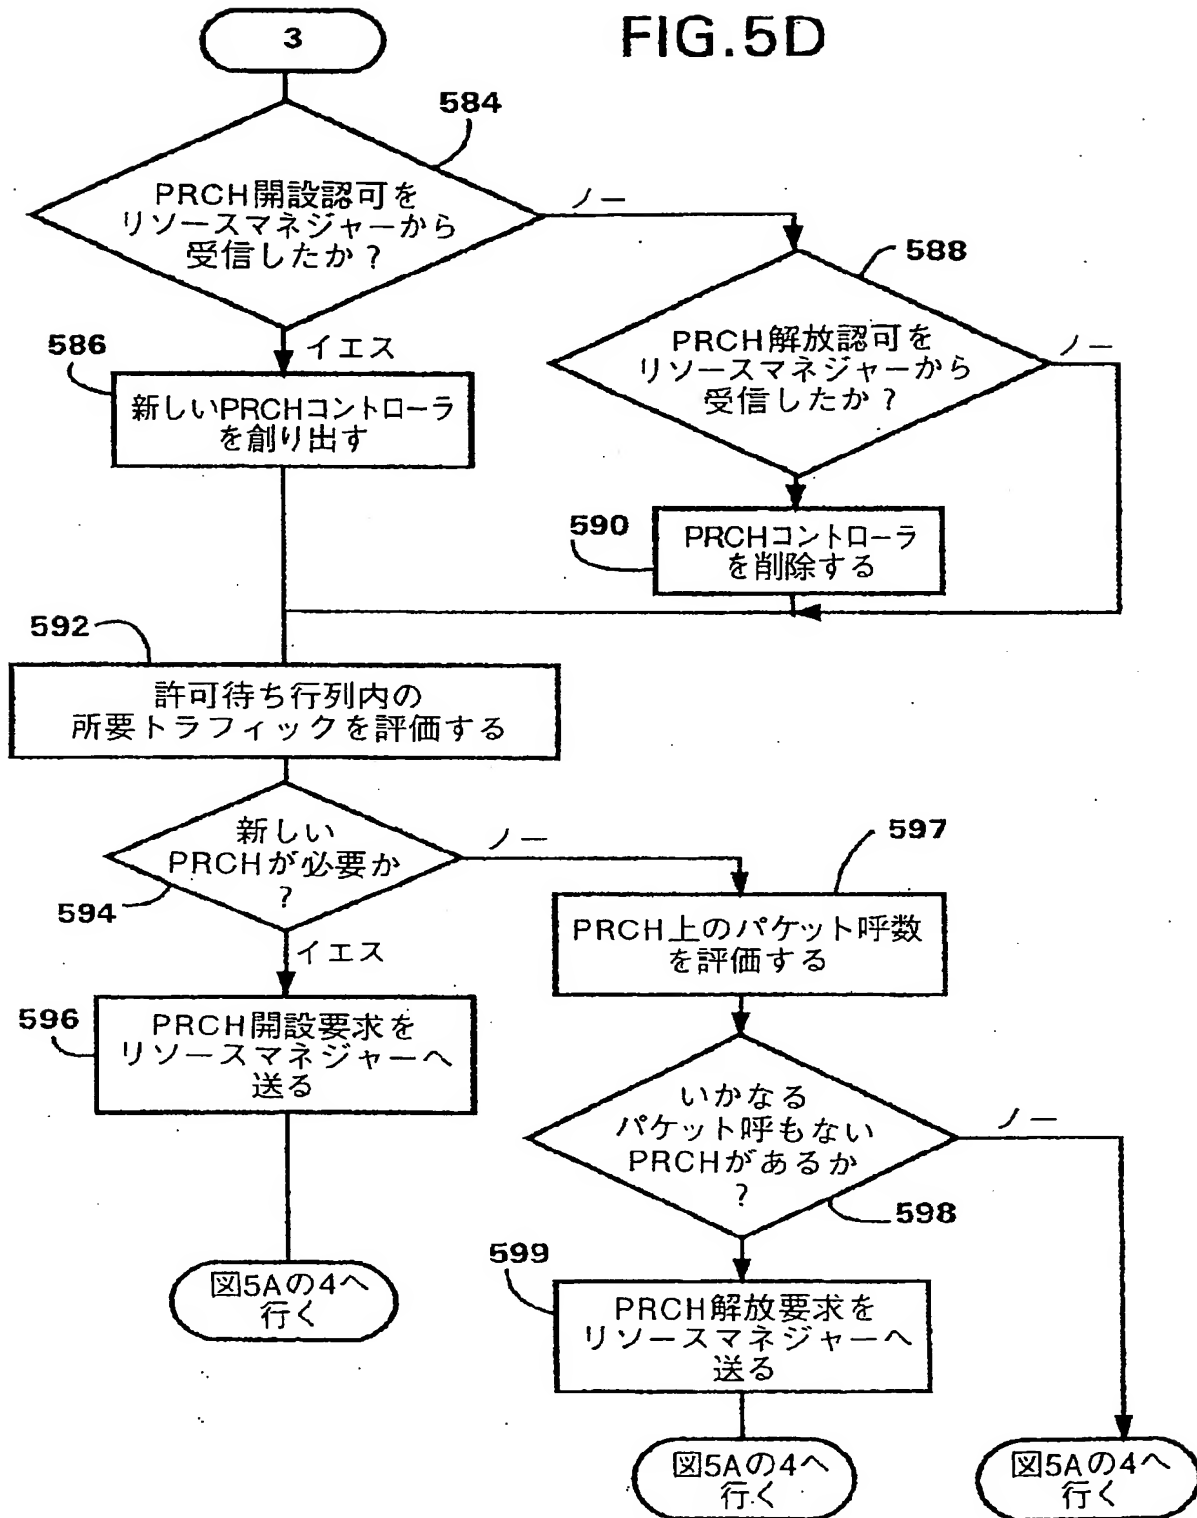 FIG.5D
3
584
PRCH開設認可を
リソースマネジャーから
受信したか?
ノー
イエス
588
PRCH解放認可を
リソースマネジャーから
受信したか?
ノー
586
新しいPRCHコントローラ
を創り出す
590
PRCHコントローラ
を削除する
592
許可待ち行列内の
所要トラフィックを評価する
594
新しい
PRCHが必要か
?
ノー
イエス
597
PRCH上のパケット呼数
を評価する
596
PRCH開設要求を
リソースマネジャーへ
送る
いかなる
パケット呼もない
PRCHがあるか
?
ノー
598
599
PRCH解放要求を
リソースマネジャーへ
送る
図5Aの4へ
行く
図5Aの4へ
行く
図5Aの4へ
行く